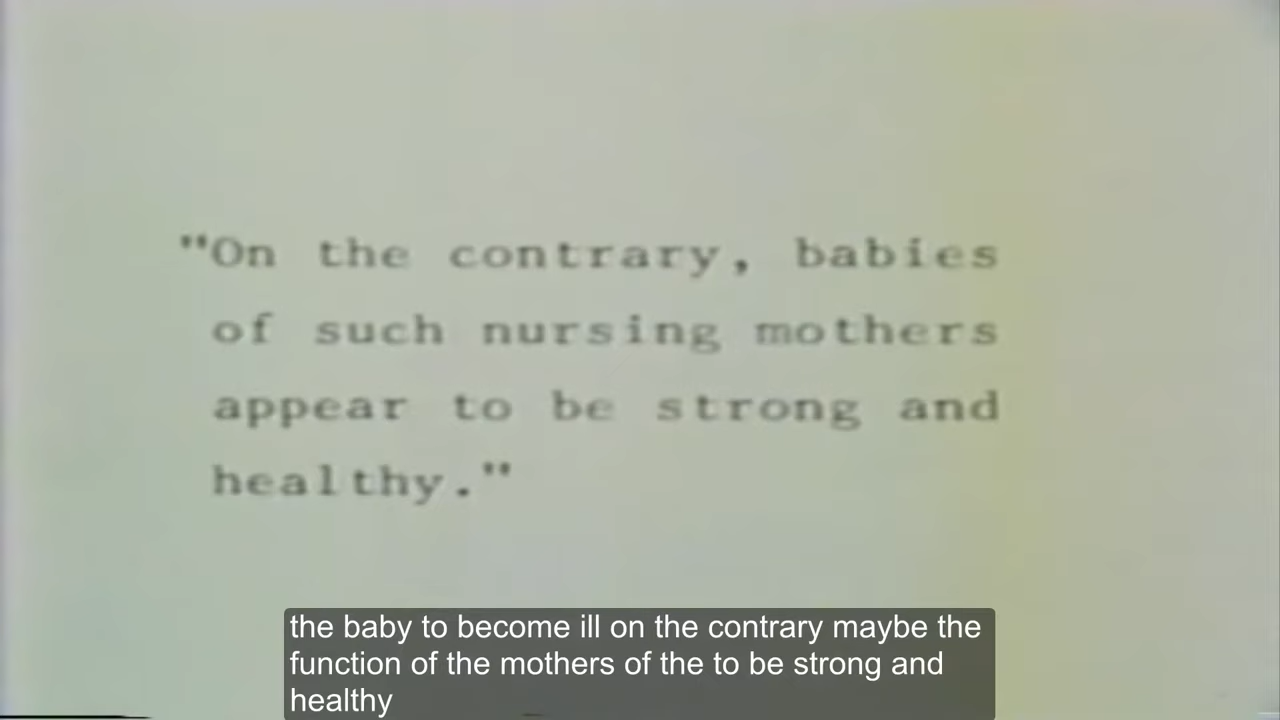 "On the contrary, babies
of such nursing mothers
appear to be strong and
healthy."
the baby to become ill on the contrary maybe the
function of the mothers of the to be strong and
healthy